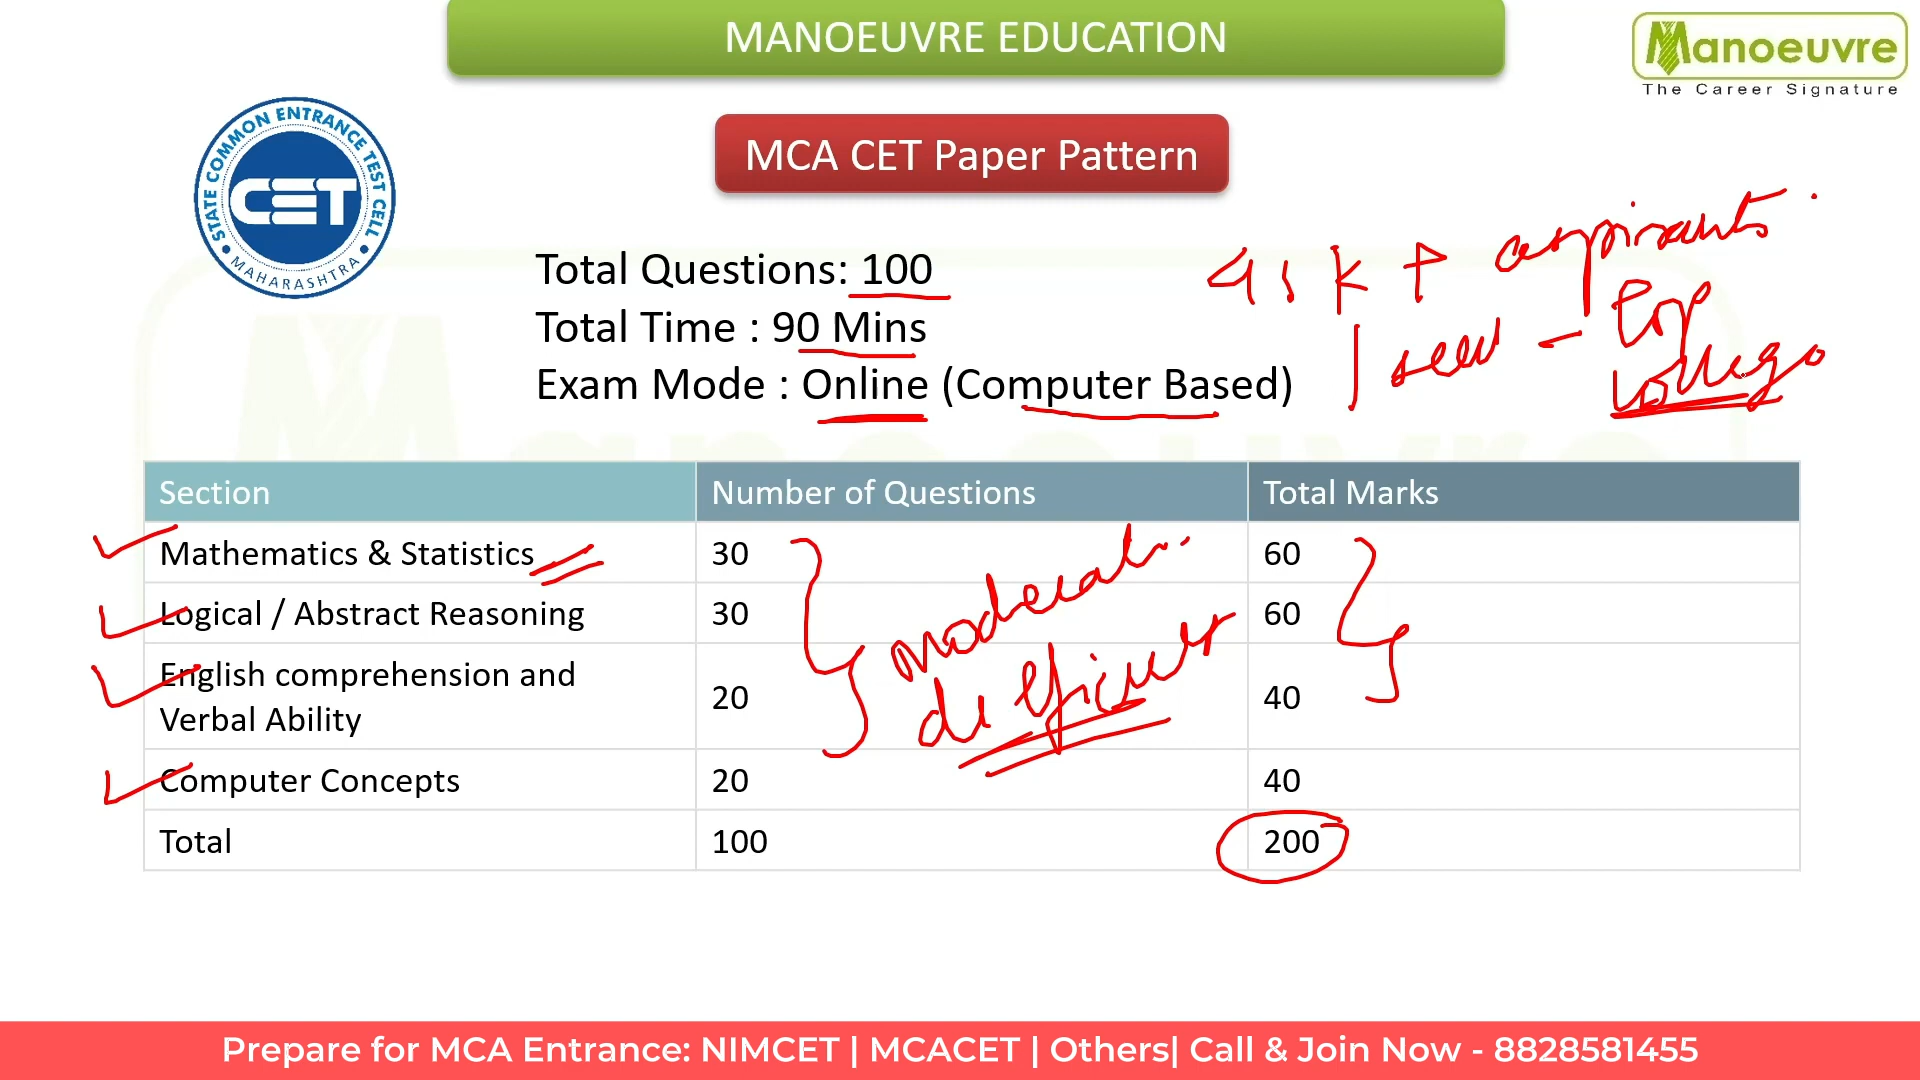 MANOEUVRE EDUCATION
Manoeuvre
The Career Signature
STATE COMMON ENTRANCE TEST CELL
CET
MAHARASHTRA
MCA CET Paper Pattern
Total Questions: 100
Total Time : 90 Mins
Exam Mode : Online (Computer Based)
K + aspirants
1 seat - top
college
Section Number of Questions Total Marks
Mathematics & Statistics 30 60
Logical / Abstract Reasoning 30 60
English comprehension and
Verbal Ability 20 40
Computer Concepts 20 40
Total 100 200
moderate
difficult
Prepare for MCA Entrance: NIMCET | MCACET | Others| Call & Join Now - 8828581455